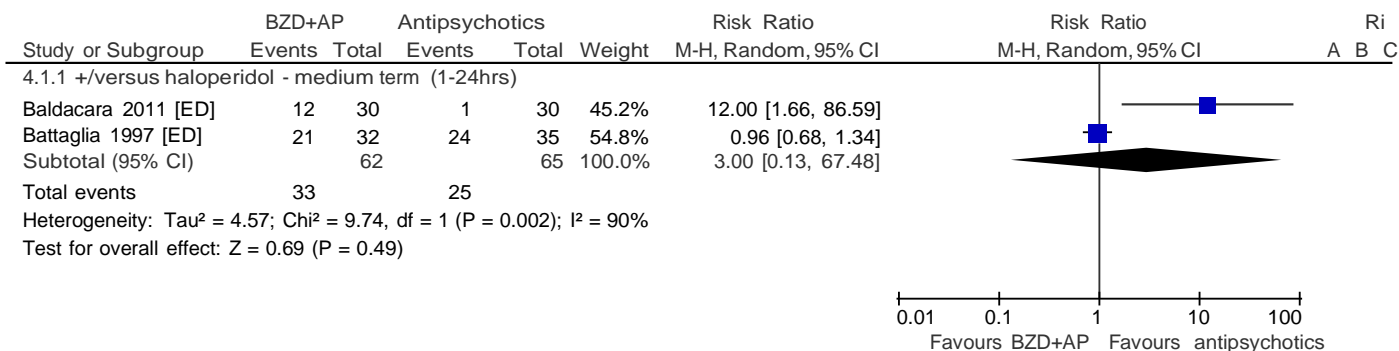 BZD+AP Antipsychotics Risk Ratio Risk Ratio Ri
Study or Subgroup Events Total Events Total Weight M-H, Random, 95% CI M-H, Random, 95% CI A B C
4.1.1 +/versus haloperidol - medium term (1-24hrs)
Baldacara 2011 [ED] 12 30 1 30 45.2% 12.00 [1.66, 86.59]
Battaglia 1997 [ED] 21 32 24 35 54.8% 0.96 [0.68, 1.34]
Subtotal (95% CI) 62 65 100.0% 3.00 [0.13, 67.48]
Total events 33 25
Heterogeneity: Tau² = 4.57; Chi² = 9.74, df = 1 (P = 0.002); I² = 90%
Test for overall effect: Z = 0.69 (P = 0.49)
0.01 0.1 1 10 100
Favours BZD+AP Favours antipsychotics